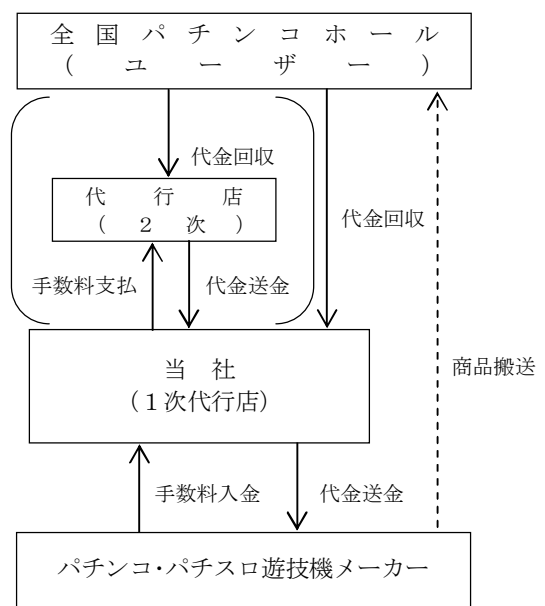 全国パチンコホール
(ユーザー)
代金回収
代行店
(2次)
代金回収
手数料支払
代金送金
当社
(1次代行店)
商品搬送
手数料入金
代金送金
パチンコ・パチスロ遊技機メーカー